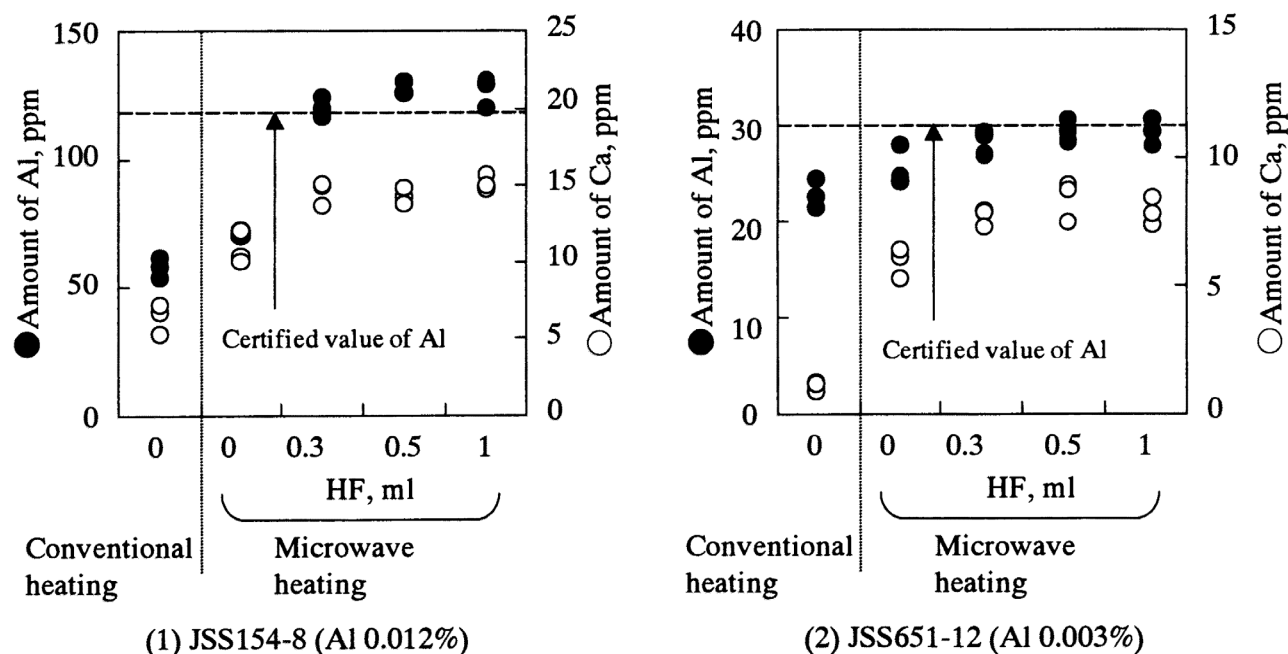 150
100
50
0
● Amount of Al, ppm
25
20
15
10
5
0
○ Amount of Ca, ppm
Certified value of Al
0 0 0.3 0.5 1
HF, ml
Conventional
heating
Microwave
heating
(1) JSS154-8 (Al 0.012%)
40
30
20
10
0
● Amount of Al, ppm
15
10
5
0
○ Amount of Ca, ppm
Certified value of Al
0 0 0.3 0.5 1
HF, ml
Conventional
heating
Microwave
heating
(2) JSS651-12 (Al 0.003%)